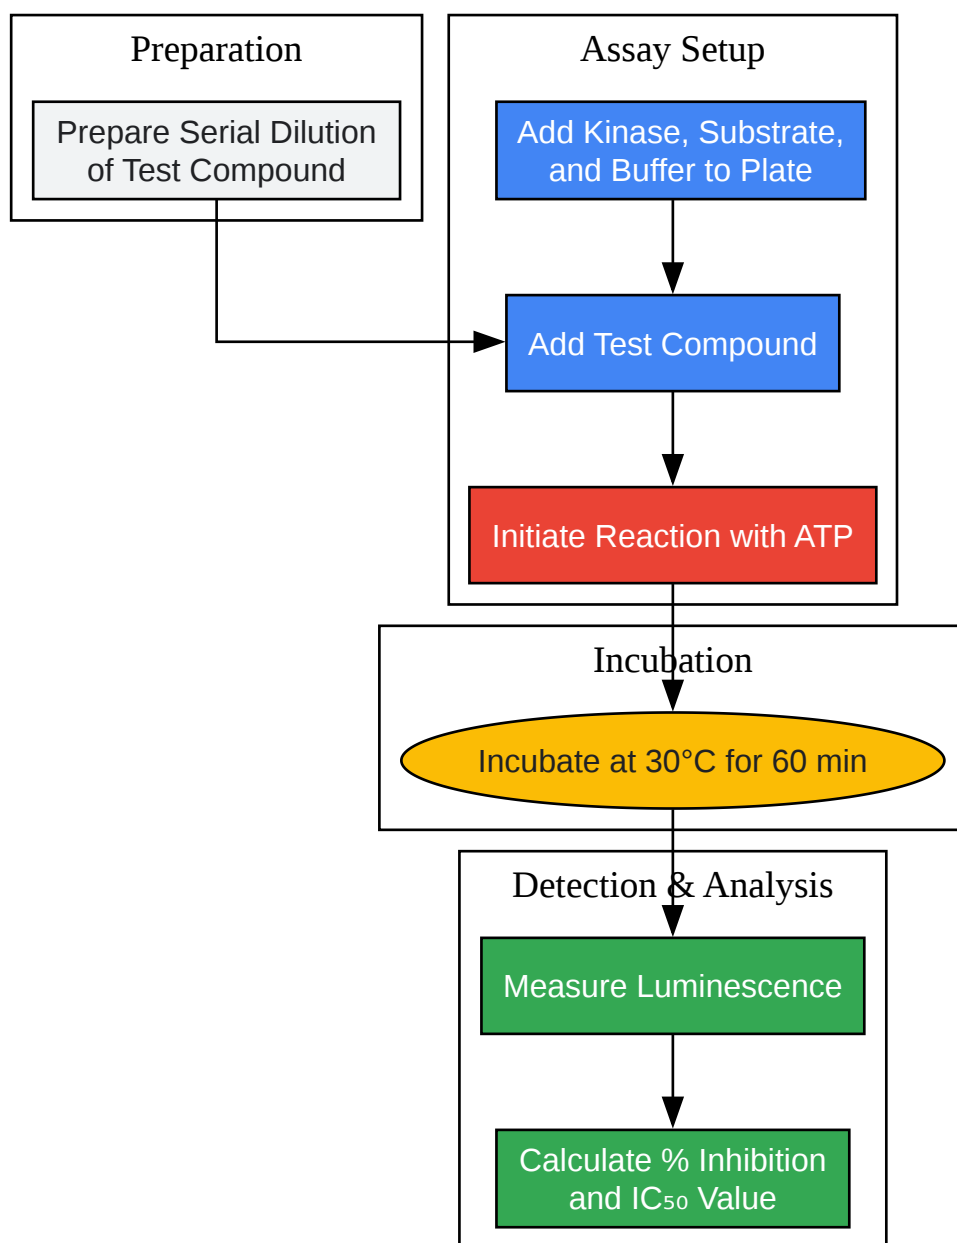 Preparation
Prepare Serial Dilution
of Test Compound
Assay Setup
Add Kinase, Substrate,
and Buffer to Plate
Add Test Compound
Initiate Reaction with ATP
Incubation
Incubate at 30°C for 60 min
Detection & Analysis
Measure Luminescence
Calculate % Inhibition
and IC₅₀ Value